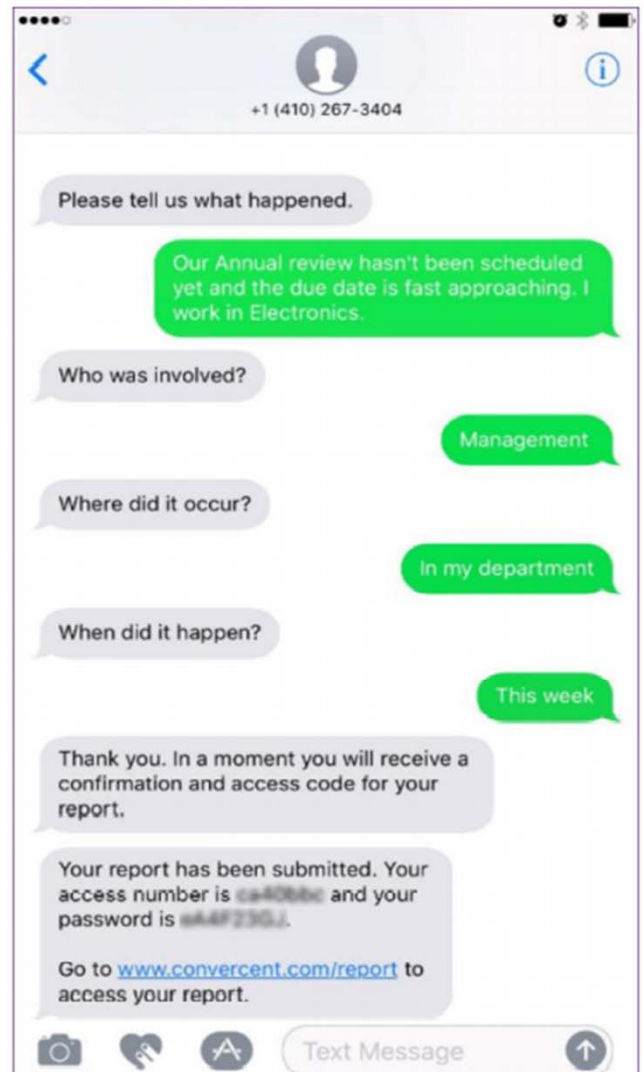 +1 (410) 267-3404
Please tell us what happened.
Our Annual review hasn't been scheduled
yet and the due date is fast approaching. I
work in Electronics.
Who was involved?
Management
Where did it occur?
In my department
When did it happen?
This week
Thank you. In a moment you will receive a
confirmation and access code for your
report.
Your report has been submitted. Your
access number is and your
password is .
Go to www.convercent.com/report to
access your report.
Text Message